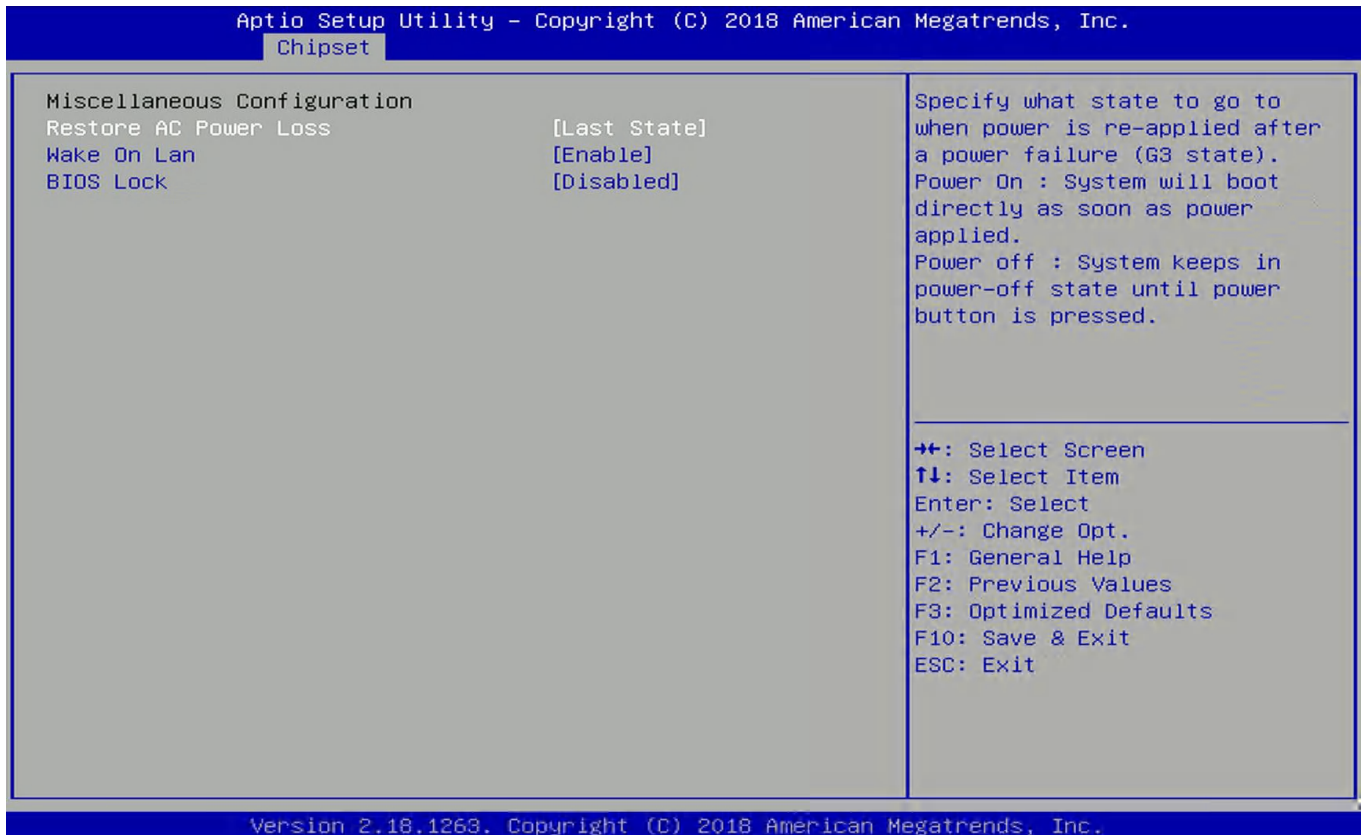 Aptio Setup Utility – Copyright (C) 2018 American Megatrends, Inc.
Chipset
Miscellaneous Configuration
Restore AC Power Loss [Last State]
Wake On Lan [Enable]
BIOS Lock [Disabled]
Specify what state to go to
when power is re-applied after
a power failure (G3 state).
Power On : System will boot
directly as soon as power
applied.
Power off : System keeps in
power-off state until power
button is pressed.
→←: Select Screen
↑↓: Select Item
Enter: Select
+/-: Change Opt.
F1: General Help
F2: Previous Values
F3: Optimized Defaults
F10: Save & Exit
ESC: Exit
Version 2.18.1263. Copyright (C) 2018 American Megatrends, Inc.